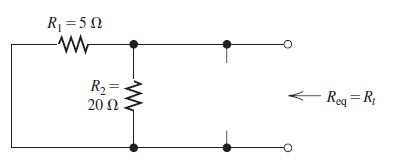 R₁ = 5 Ω
R₂ =
20 Ω
Req = Rt